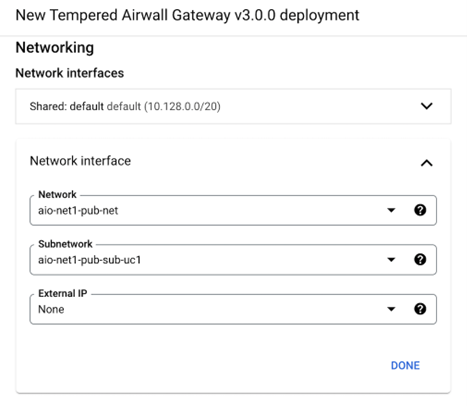 New Tempered Airwall Gateway v3.0.0 deployment
Networking
Network interfaces
Shared: default default (10.128.0.0/20)
Network interface
Network
aio-net1-pub-net
Subnetwork
aio-net1-pub-sub-uc1
External IP
None
DONE